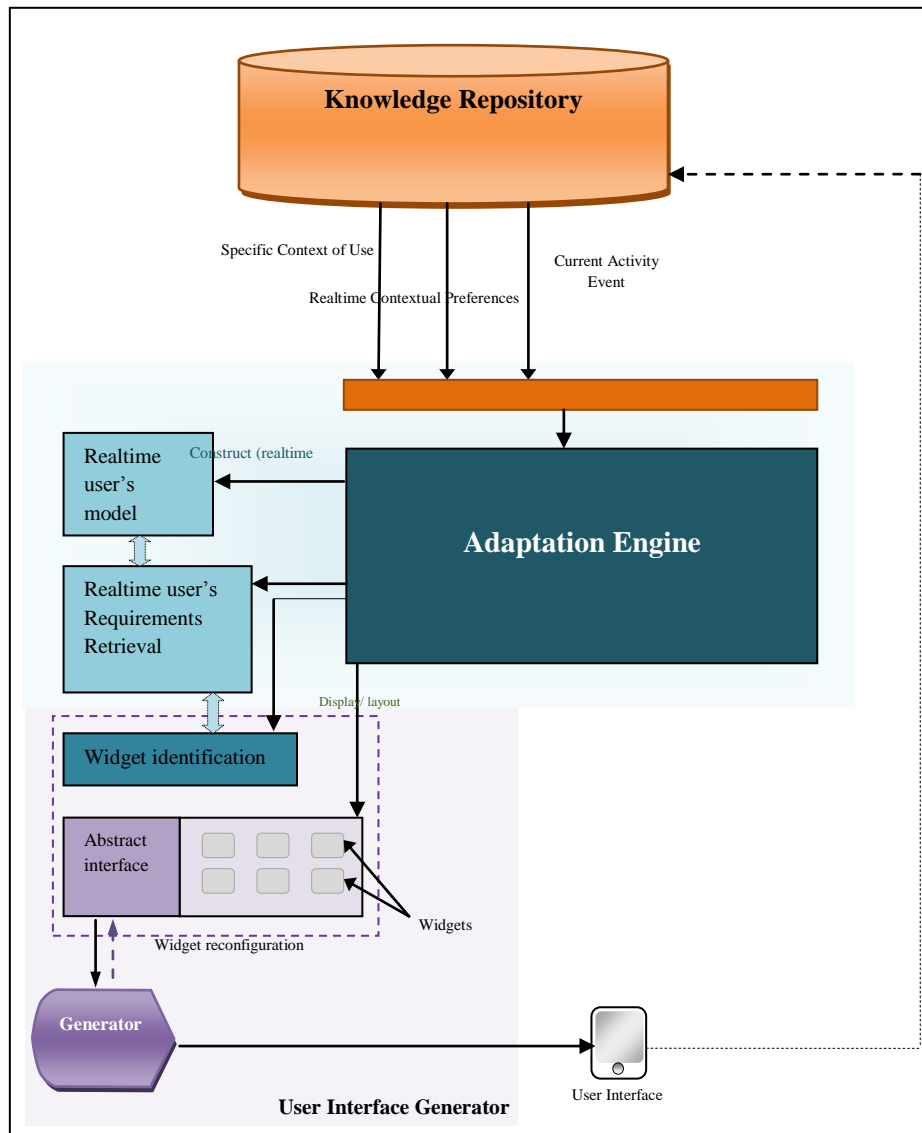 Knowledge Repository
Specific Context of Use
Current Activity
Event
Realtime Contextual Preferences
Construct (realtime
Realtime
user's
model
Adaptation Engine
Realtime user's
Requirements
Retrieval
Display/ layout
Widget identification
Abstract
interface
Widgets
Widget reconfiguration
Generator
User Interface
User Interface Generator